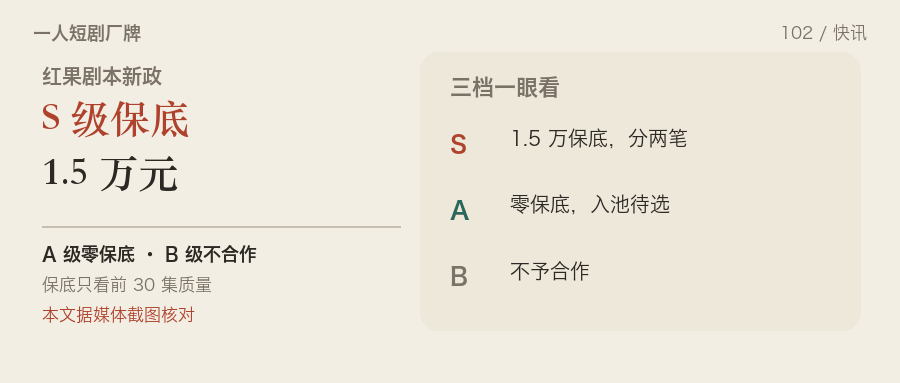 一人短剧厂牌
102 / 快讯
红果剧本新政
S 级保底
1.5 万元
A 级零保底 · B 级不合作
保底只看前 30 集质量
本文据媒体截图核对
三档一眼看
S 1.5 万保底，分两笔
A 零保底，入池待选
B 不予合作